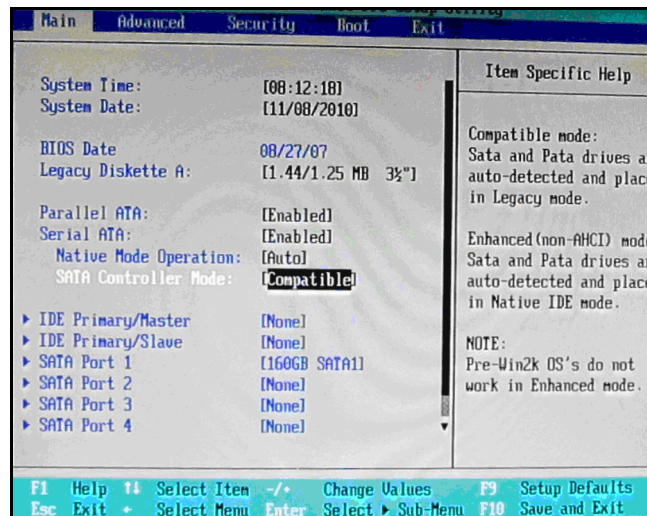 Setup Utility
Main Advanced Security Boot Exit
Item Specific Help
System Time: [08:12:18]
System Date: [11/08/2010]
BIOS Date 08/27/07
Legacy Diskette A: [1.44/1.25 MB 3½"]
Parallel ATA: [Enabled]
Serial ATA: [Enabled]
Native Mode Operation: [Auto]
SATA Controller Mode: [Compatible]
▶ IDE Primary/Master [None]
▶ IDE Primary/Slave [None]
▶ SATA Port 1 [160GB SATA1]
▶ SATA Port 2 [None]
▶ SATA Port 3 [None]
▶ SATA Port 4 [None]
Compatible mode:
Sata and Pata drives a
auto-detected and plac
in Legacy mode.
Enhanced(non-AHCI) mod
Sata and Pata drives a
auto-detected and plac
in Native IDE mode.
NOTE:
Pre-Win2k OS's do not
work in Enhanced mode.
F1 Help ↑↓ Select Item -/+ Change Values F9 Setup Defaults
Esc Exit ← Select Menu Enter Select ▶ Sub-Menu F10 Save and Exit